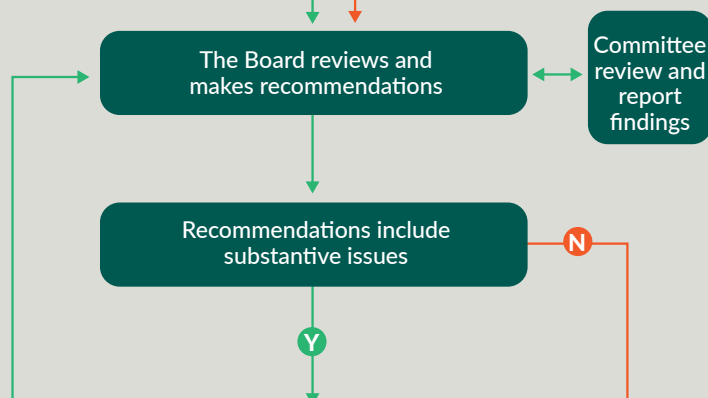 The Board reviews and
makes recommendations
Committee
review and
report
findings
Recommendations include
substantive issues
N
Y